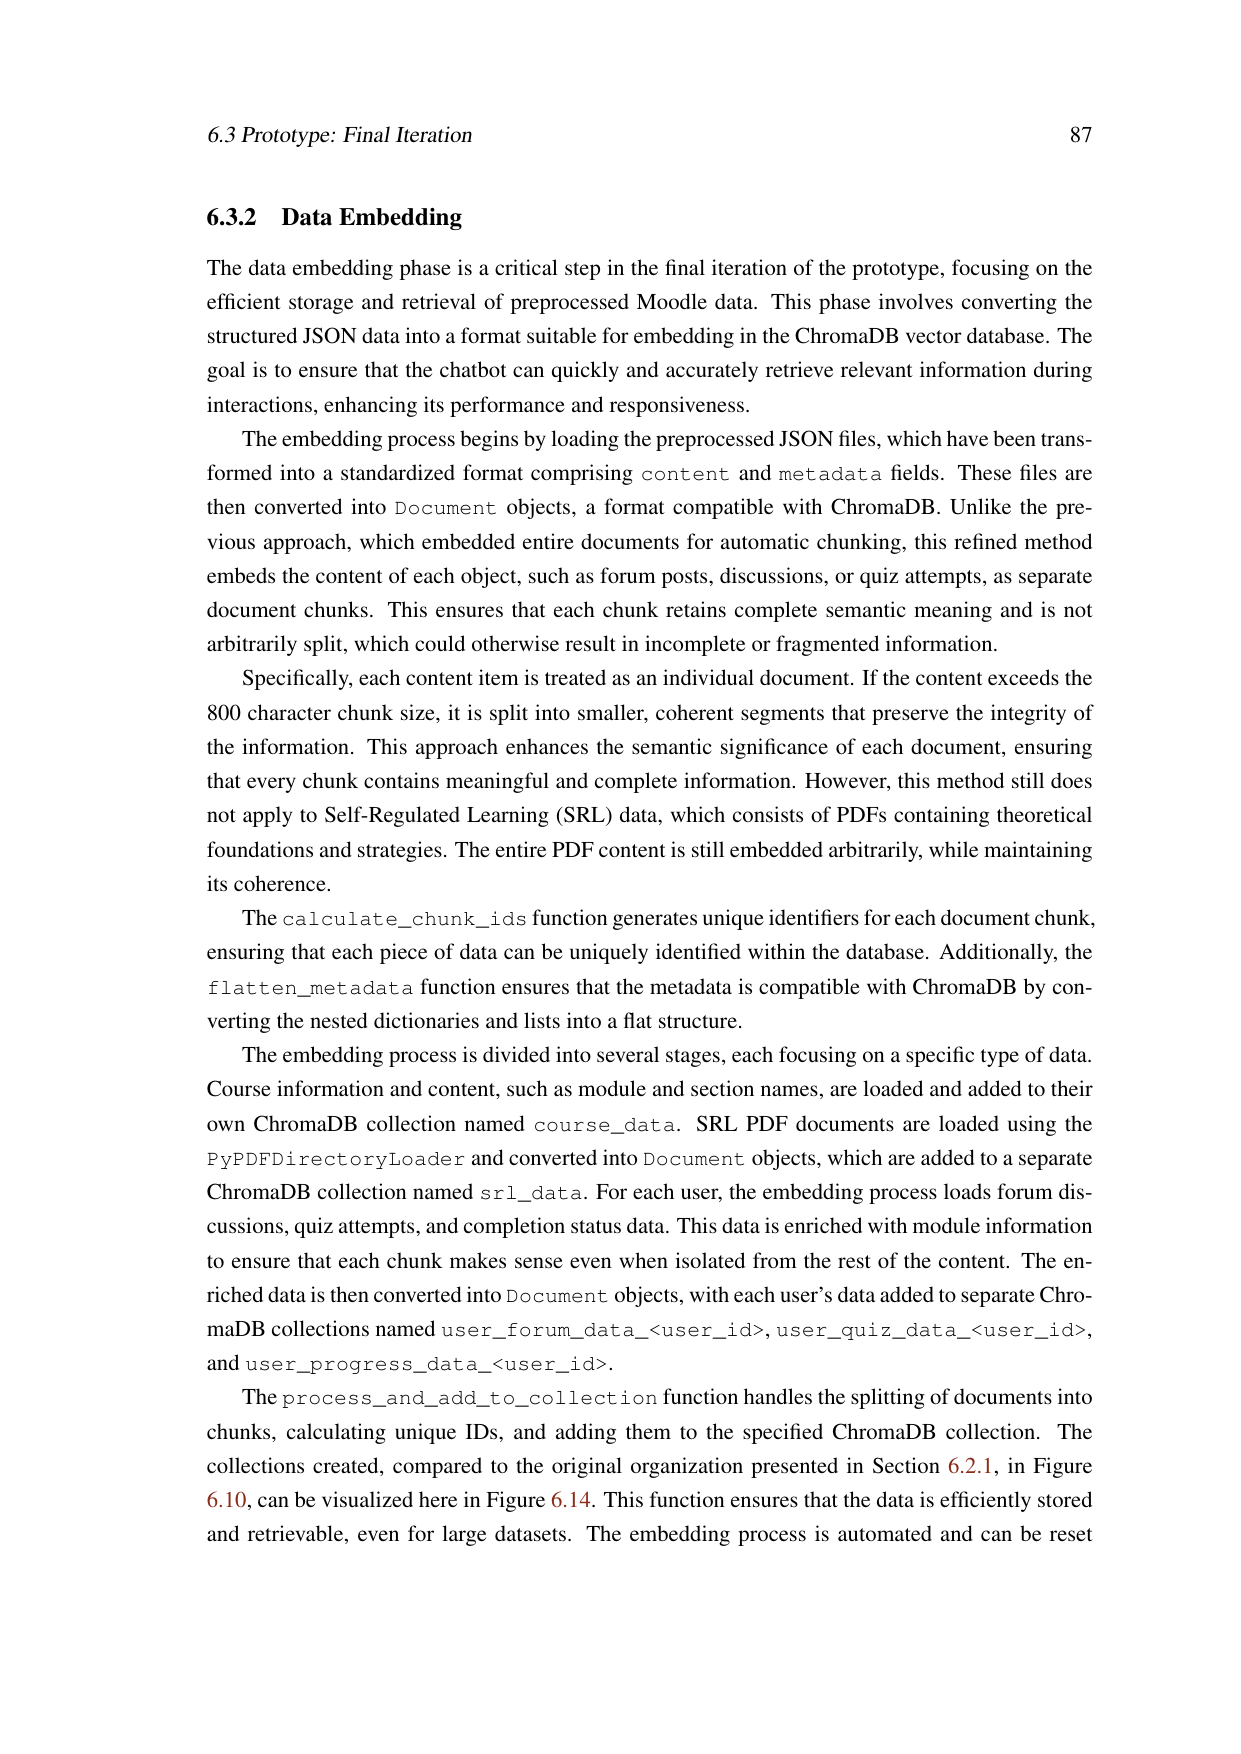 6.3 Prototype: Final Iteration 87
6.3.2 Data Embedding
The data embedding phase is a critical step in the final iteration of the prototype, focusing on the
efficient storage and retrieval of preprocessed Moodle data. This phase involves converting the
structured JSON data into a format suitable for embedding in the ChromaDB vector database. The
goal is to ensure that the chatbot can quickly and accurately retrieve relevant information during
interactions, enhancing its performance and responsiveness.
The embedding process begins by loading the preprocessed JSON files, which have been trans-
formed into a standardized format comprising content and metadata fields. These files are
then converted into Document objects, a format compatible with ChromaDB. Unlike the pre-
vious approach, which embedded entire documents for automatic chunking, this refined method
embeds the content of each object, such as forum posts, discussions, or quiz attempts, as separate
document chunks. This ensures that each chunk retains complete semantic meaning and is not
arbitrarily split, which could otherwise result in incomplete or fragmented information.
Specifically, each content item is treated as an individual document. If the content exceeds the
800 character chunk size, it is split into smaller, coherent segments that preserve the integrity of
the information. This approach enhances the semantic significance of each document, ensuring
that every chunk contains meaningful and complete information. However, this method still does
not apply to Self-Regulated Learning (SRL) data, which consists of PDFs containing theoretical
foundations and strategies. The entire PDF content is still embedded arbitrarily, while maintaining
its coherence.
The calculate_chunk_ids function generates unique identifiers for each document chunk,
ensuring that each piece of data can be uniquely identified within the database. Additionally, the
flatten_metadata function ensures that the metadata is compatible with ChromaDB by con-
verting the nested dictionaries and lists into a flat structure.
The embedding process is divided into several stages, each focusing on a specific type of data.
Course information and content, such as module and section names, are loaded and added to their
own ChromaDB collection named course_data. SRL PDF documents are loaded using the
PyPDFDirectoryLoader and converted into Document objects, which are added to a separate
ChromaDB collection named srl_data. For each user, the embedding process loads forum dis-
cussions, quiz attempts, and completion status data. This data is enriched with module information
to ensure that each chunk makes sense even when isolated from the rest of the content. The en-
riched data is then converted into Document objects, with each user's data added to separate Chro-
maDB collections named user_forum_data_<user_id>, user_quiz_data_<user_id>,
and user_progress_data_<user_id>.
The process_and_add_to_collection function handles the splitting of documents into
chunks, calculating unique IDs, and adding them to the specified ChromaDB collection. The
collections created, compared to the original organization presented in Section 6.2.1, in Figure
6.10, can be visualized here in Figure 6.14. This function ensures that the data is efficiently stored
and retrievable, even for large datasets. The embedding process is automated and can be reset